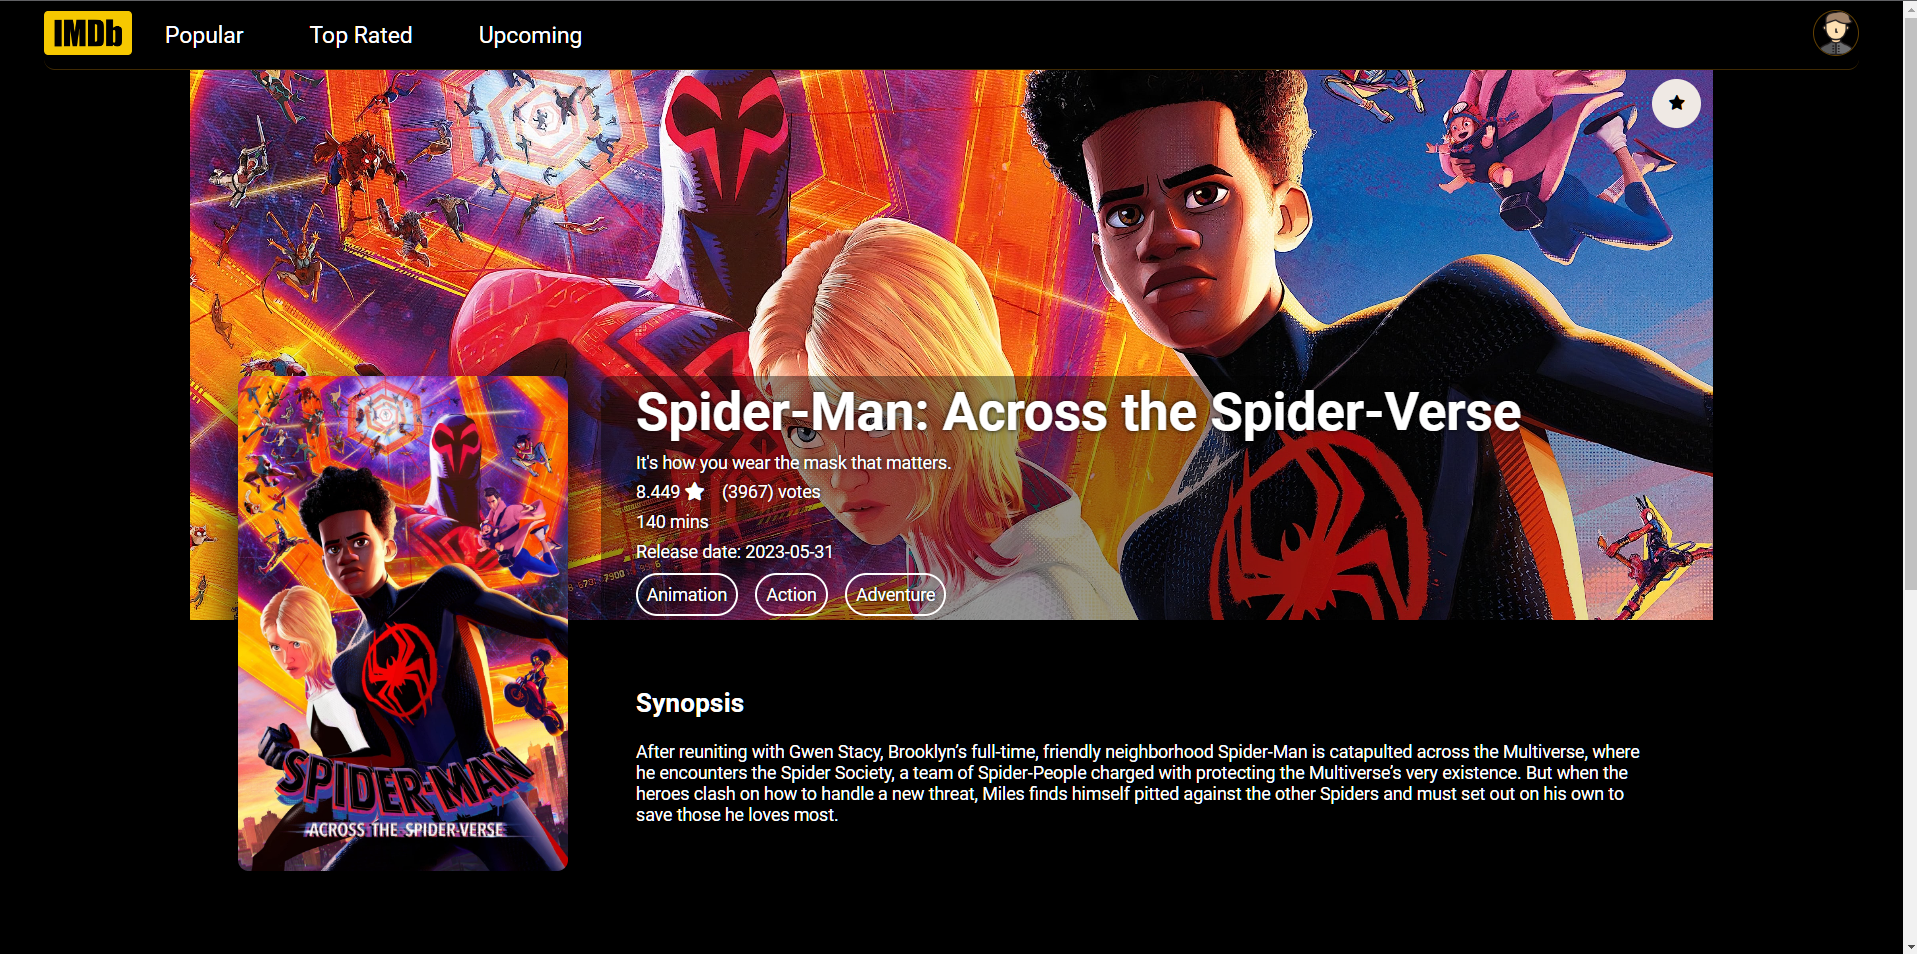 IMDb Popular Top Rated Upcoming
Spider-Man: Across the Spider-Verse
It's how you wear the mask that matters.
8.449 (3967) votes
140 mins
Release date: 2023-05-31
Animation Action Adventure
SPIDER-MAN
ACROSS THE SPIDER-VERSE
Synopsis
After reuniting with Gwen Stacy, Brooklyn’s full-time, friendly neighborhood Spider-Man is catapulted across the Multiverse, where
he encounters the Spider Society, a team of Spider-People charged with protecting the Multiverse’s very existence. But when the
heroes clash on how to handle a new threat, Miles finds himself pitted against the other Spiders and must set out on his own to
save those he loves most.